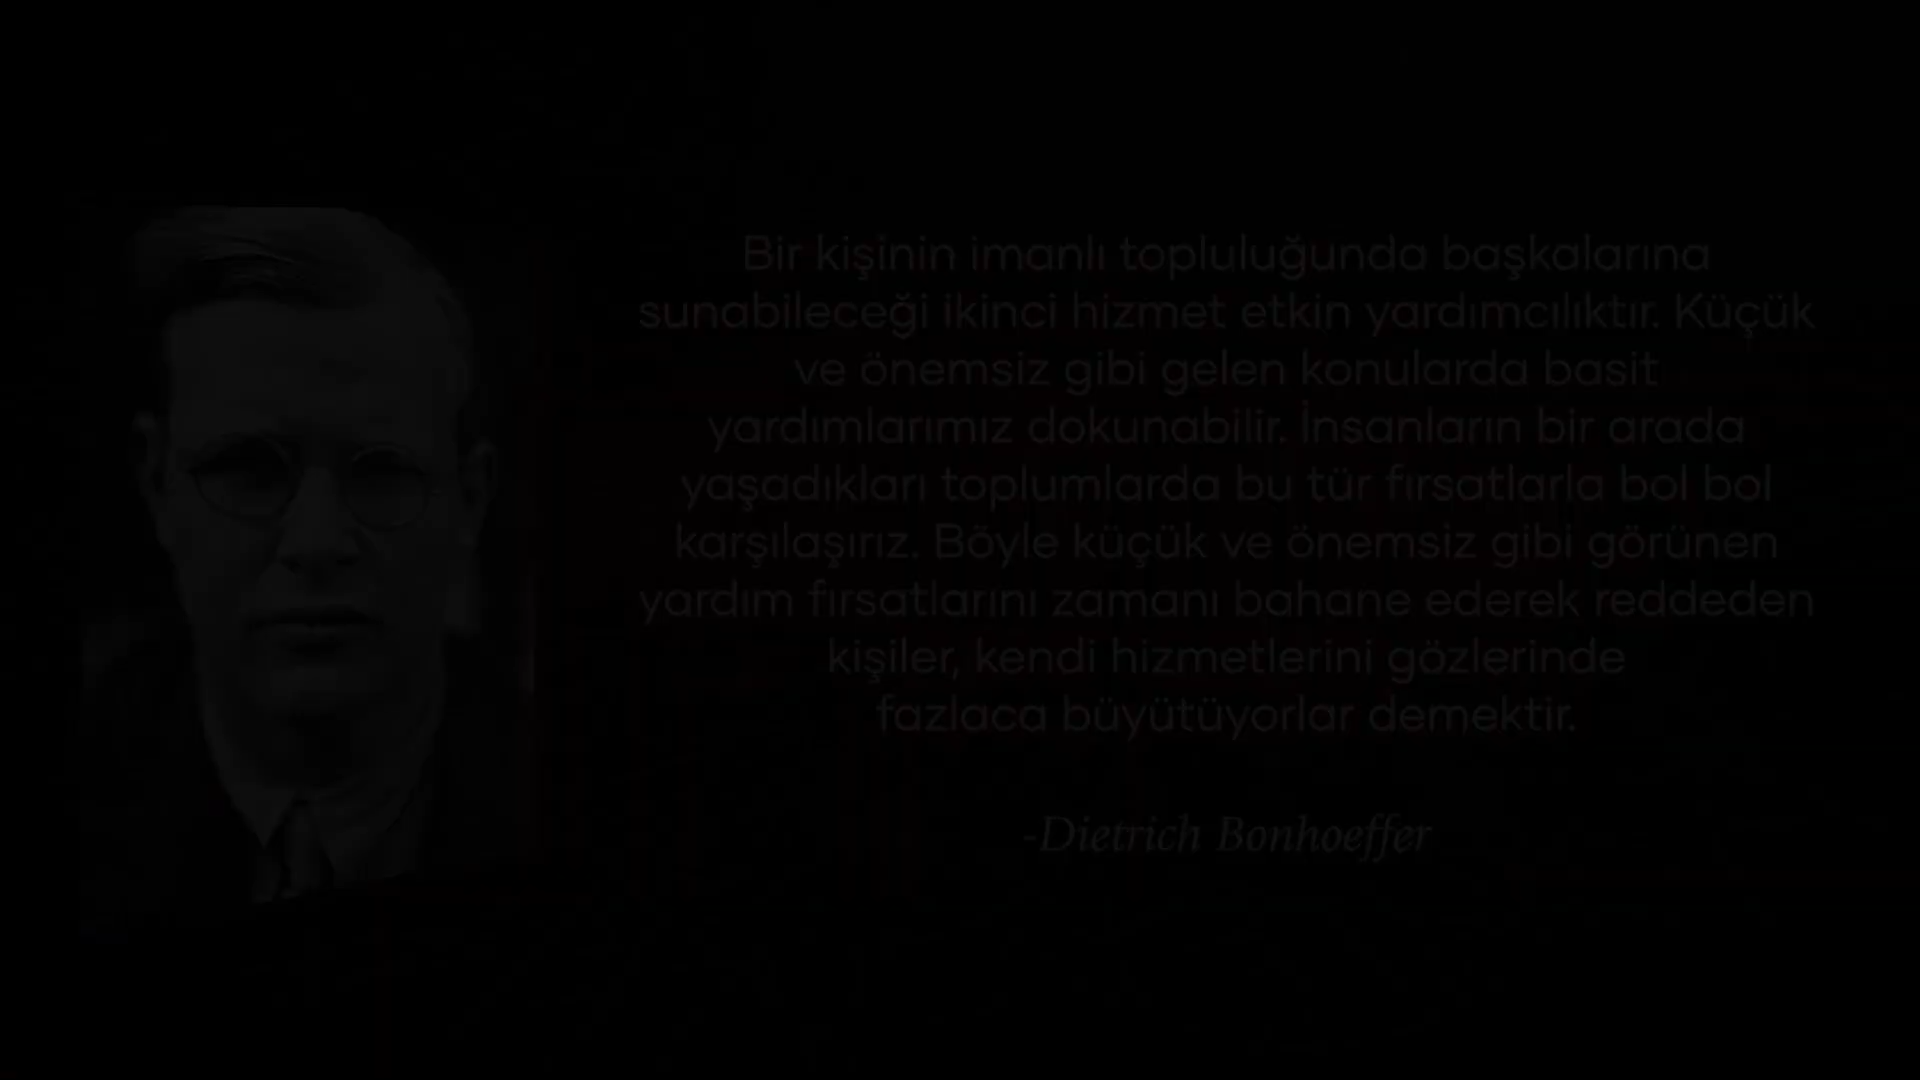 Bir kişinin imanlı topluluğunda başkalarına
sunabileceği ikinci hizmet etkin yardımcılıktır. Küçük
ve önemsiz gibi gelen konularda basit
yardımlarımız dokunabilir. İnsanların bir arada
yaşadıkları toplumlarda bu tür fırsatlarla bol bol
karşılaşırız. Böyle küçük ve önemsiz gibi görünen
yardım fırsatlarını zamanı bahane ederek reddeden
kişiler, kendi hizmetlerini gözlerinde
fazlaca büyütüyorlar demektir.
-Dietrich Bonhoeffer